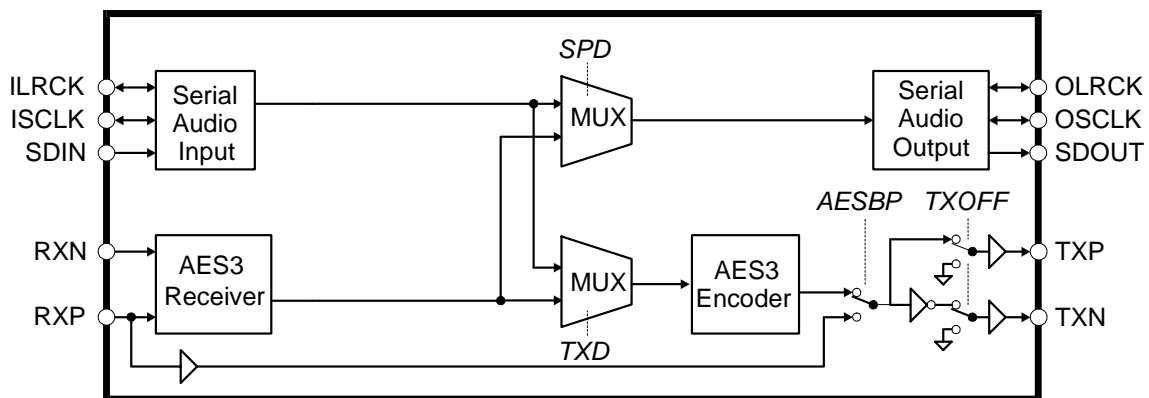 SPD
ILRCK
ISCLK
SDIN
Serial
Audio
Input
MUX
Serial
Audio
Output
OLRCK
OSCLK
SDOUT
AESBP
TXOFF
RXN
RXP
AES3
Receiver
MUX
AES3
Encoder
TXP
TXN
TXD